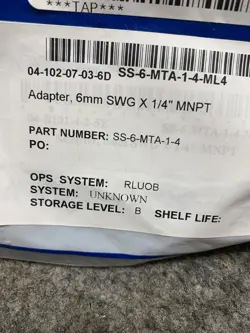 ***TAP***
04-102-07-03-6D SS-6-MTA-1-4-ML4
Adapter, 6mm SWG X 1/4" MNPT
PART NUMBER: SS-6-MTA-1-4
PO:
OPS SYSTEM: RLUOB
SYSTEM: UNKNOWN
STORAGE LEVEL: B SHELF LIFE: